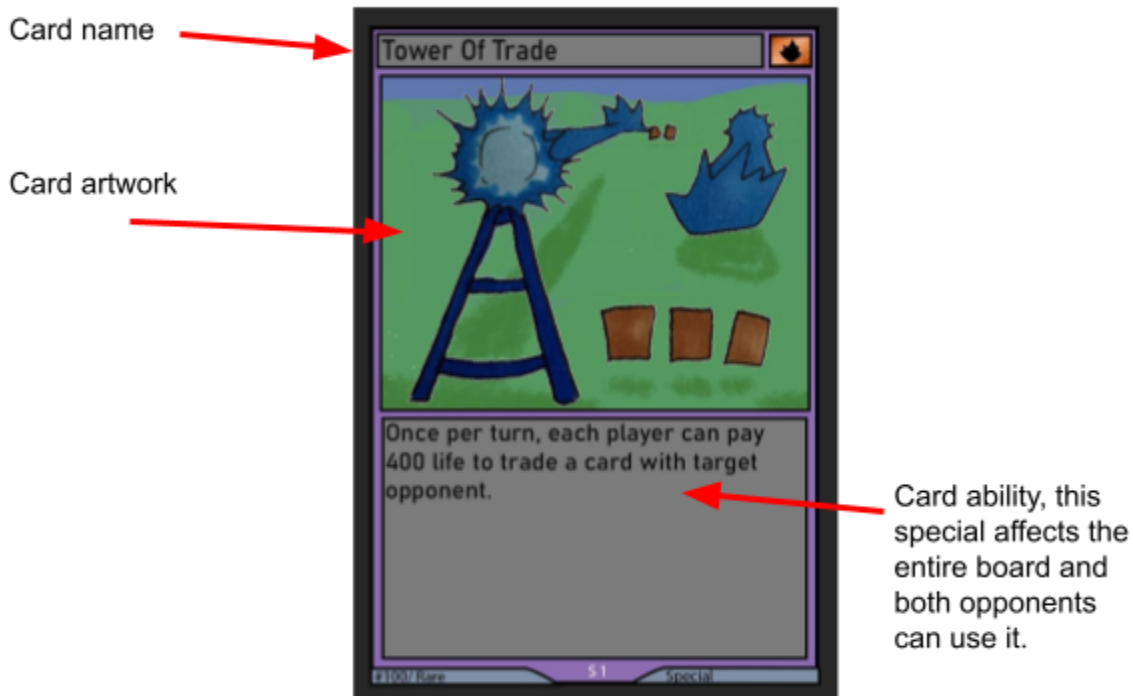 Card name
Tower Of Trade
Card artwork
Once per turn, each player can pay
400 life to trade a card with target
opponent.
Card ability, this
special affects the
entire board and
both opponents
can use it.
#100/Rare
S1
Special